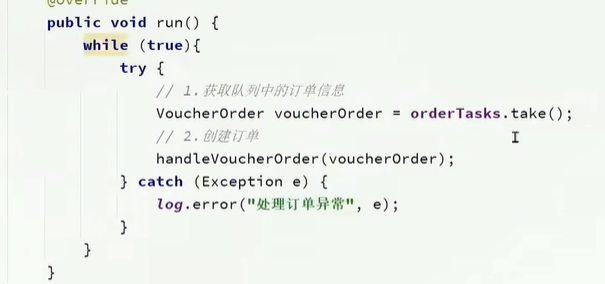 @Override
public void run() {
while (true){
try {
// 1.获取队列中的订单信息
VoucherOrder voucherOrder = orderTasks.take();
// 2.创建订单
handleVoucherOrder(voucherOrder);
} catch (Exception e) {
log.error("处理订单异常", e);
}
}
}